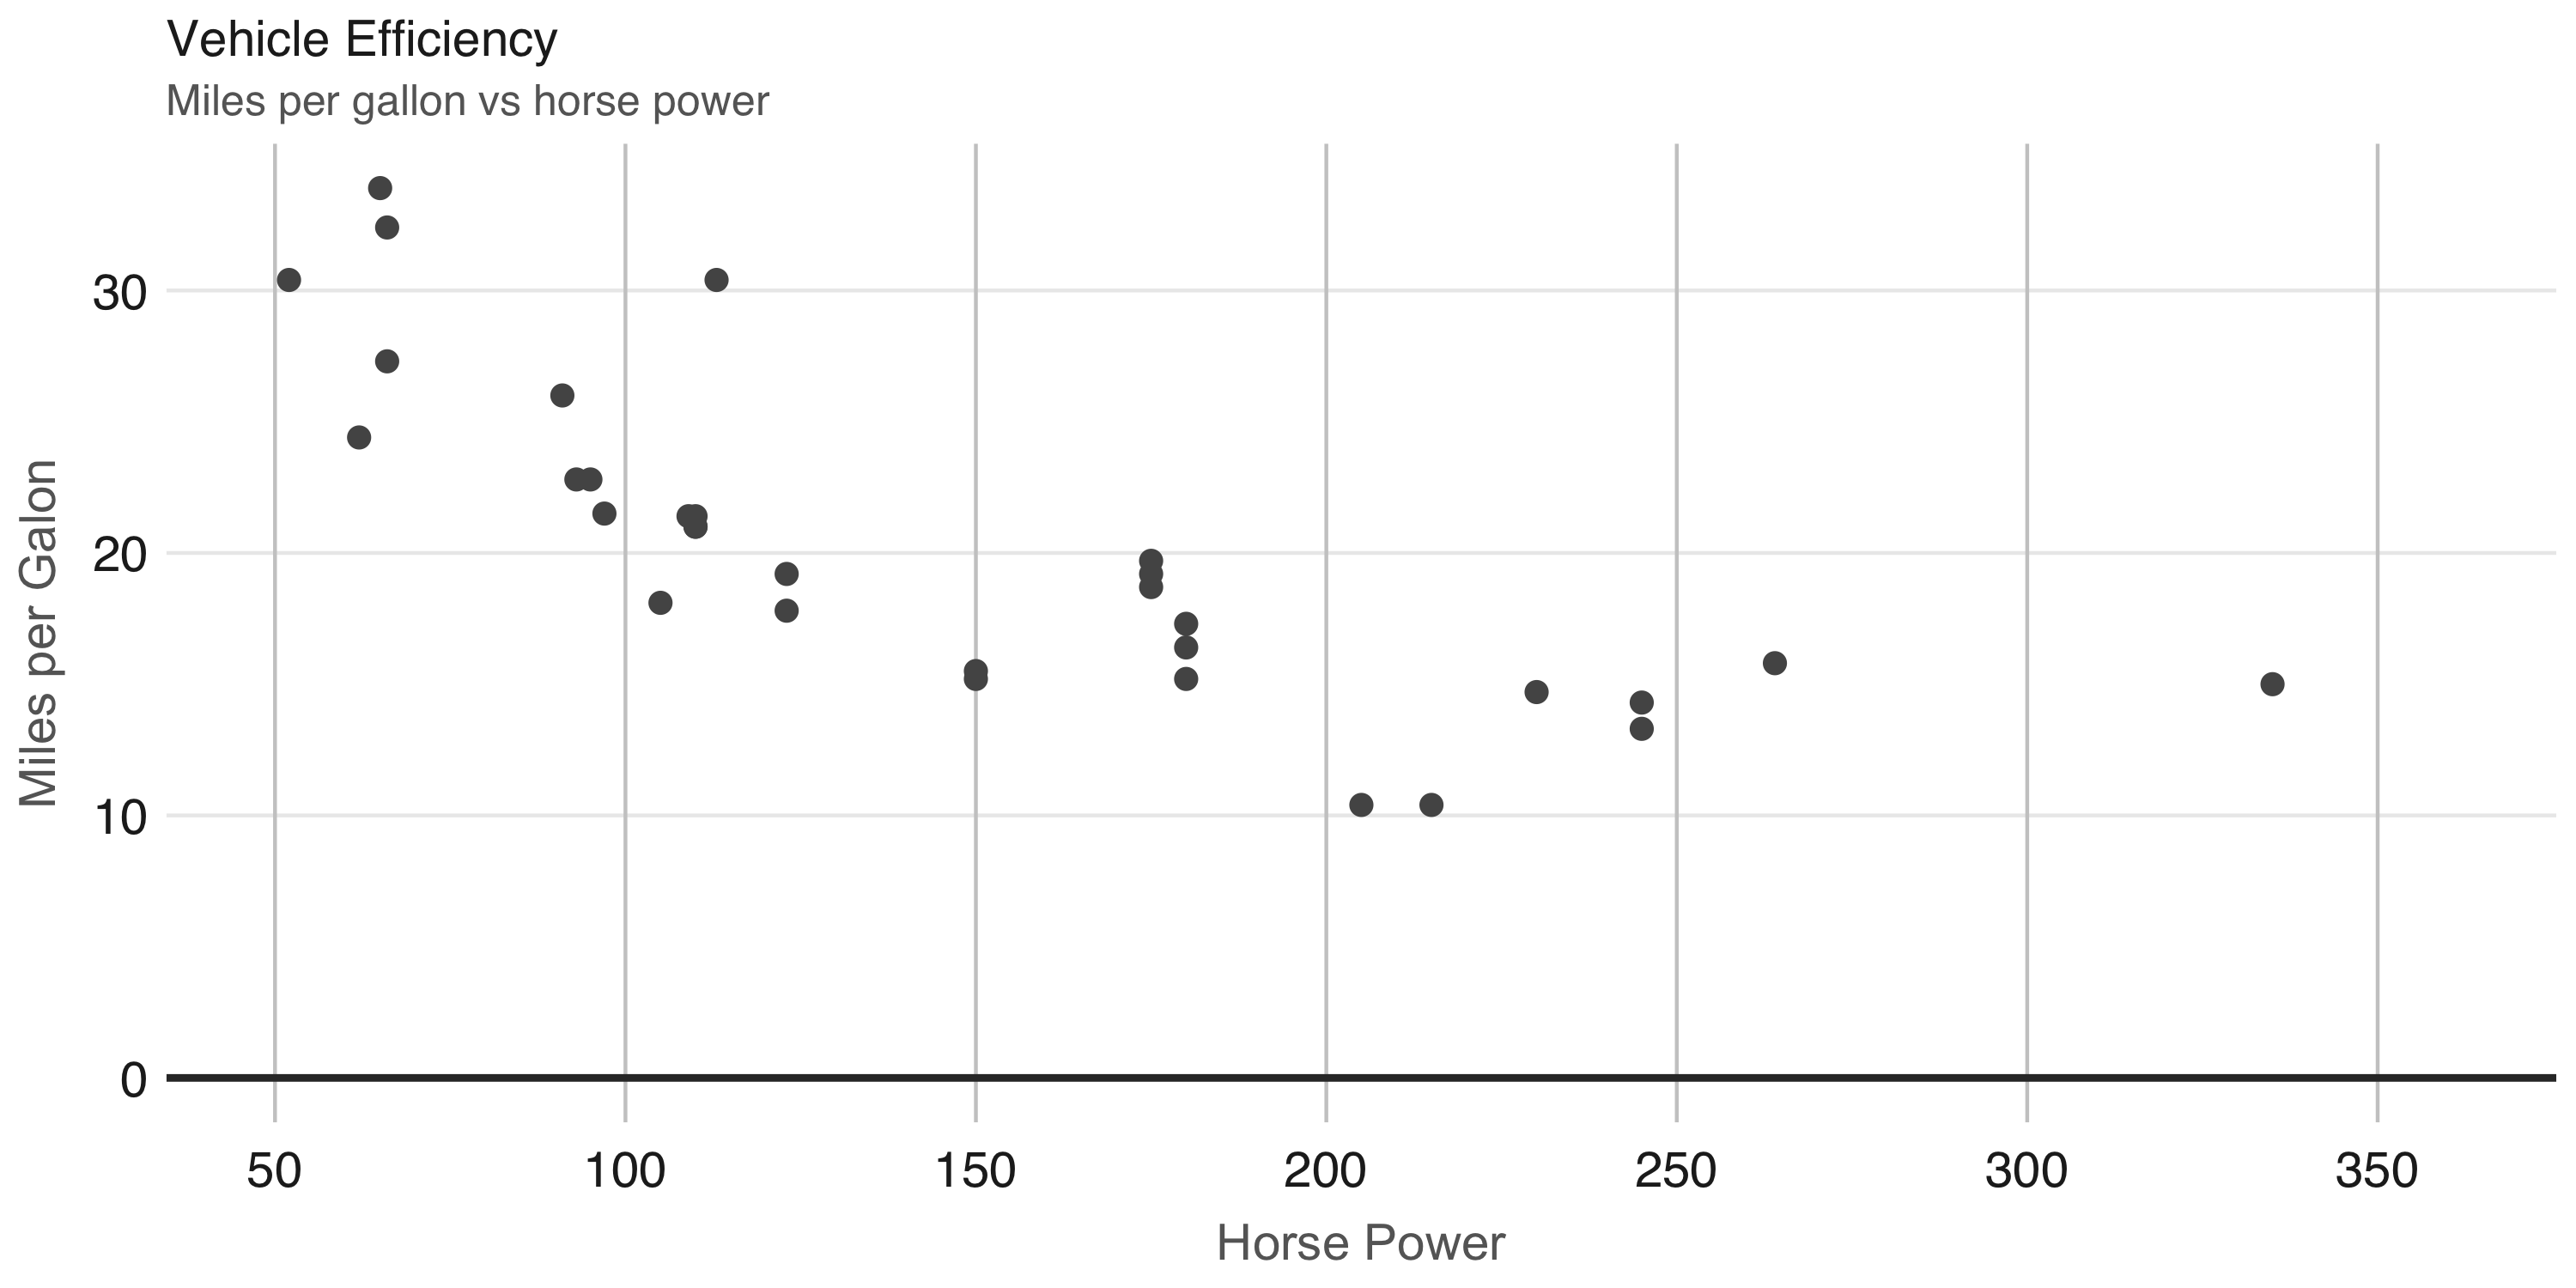 Vehicle Efficiency
Miles per gallon vs horse power
Miles per Galon
30
20
10
0
50 100 150 200 250 300 350
Horse Power